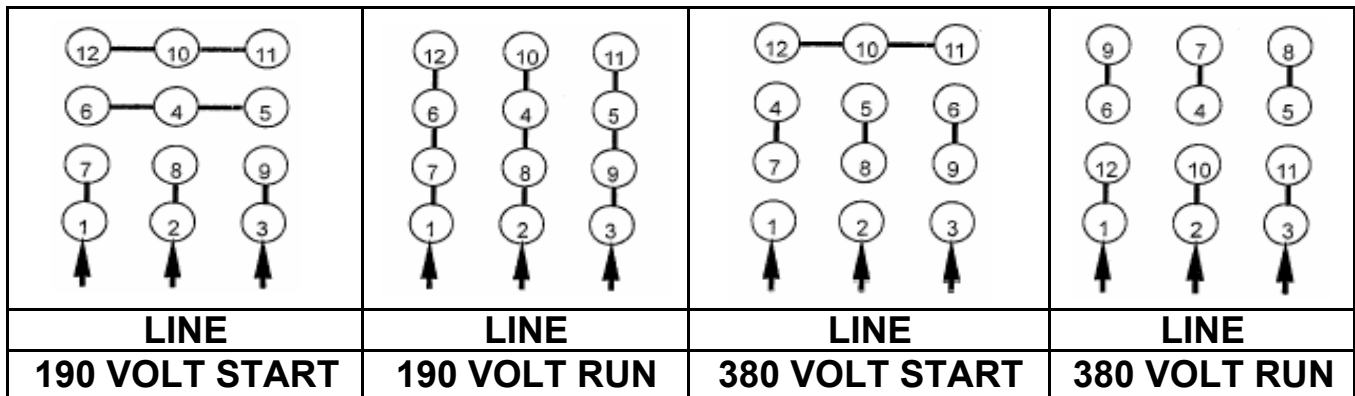 12 10 11
6 4 5
7 8 9
1 2 3
LINE
190 VOLT START
12 10 11
6 4 5
7 8 9
1 2 3
LINE
190 VOLT RUN
12 10 11
4 5 6
7 8 9
1 2 3
LINE
380 VOLT START
9 7 8
6 4 5
12 10 11
1 2 3
LINE
380 VOLT RUN